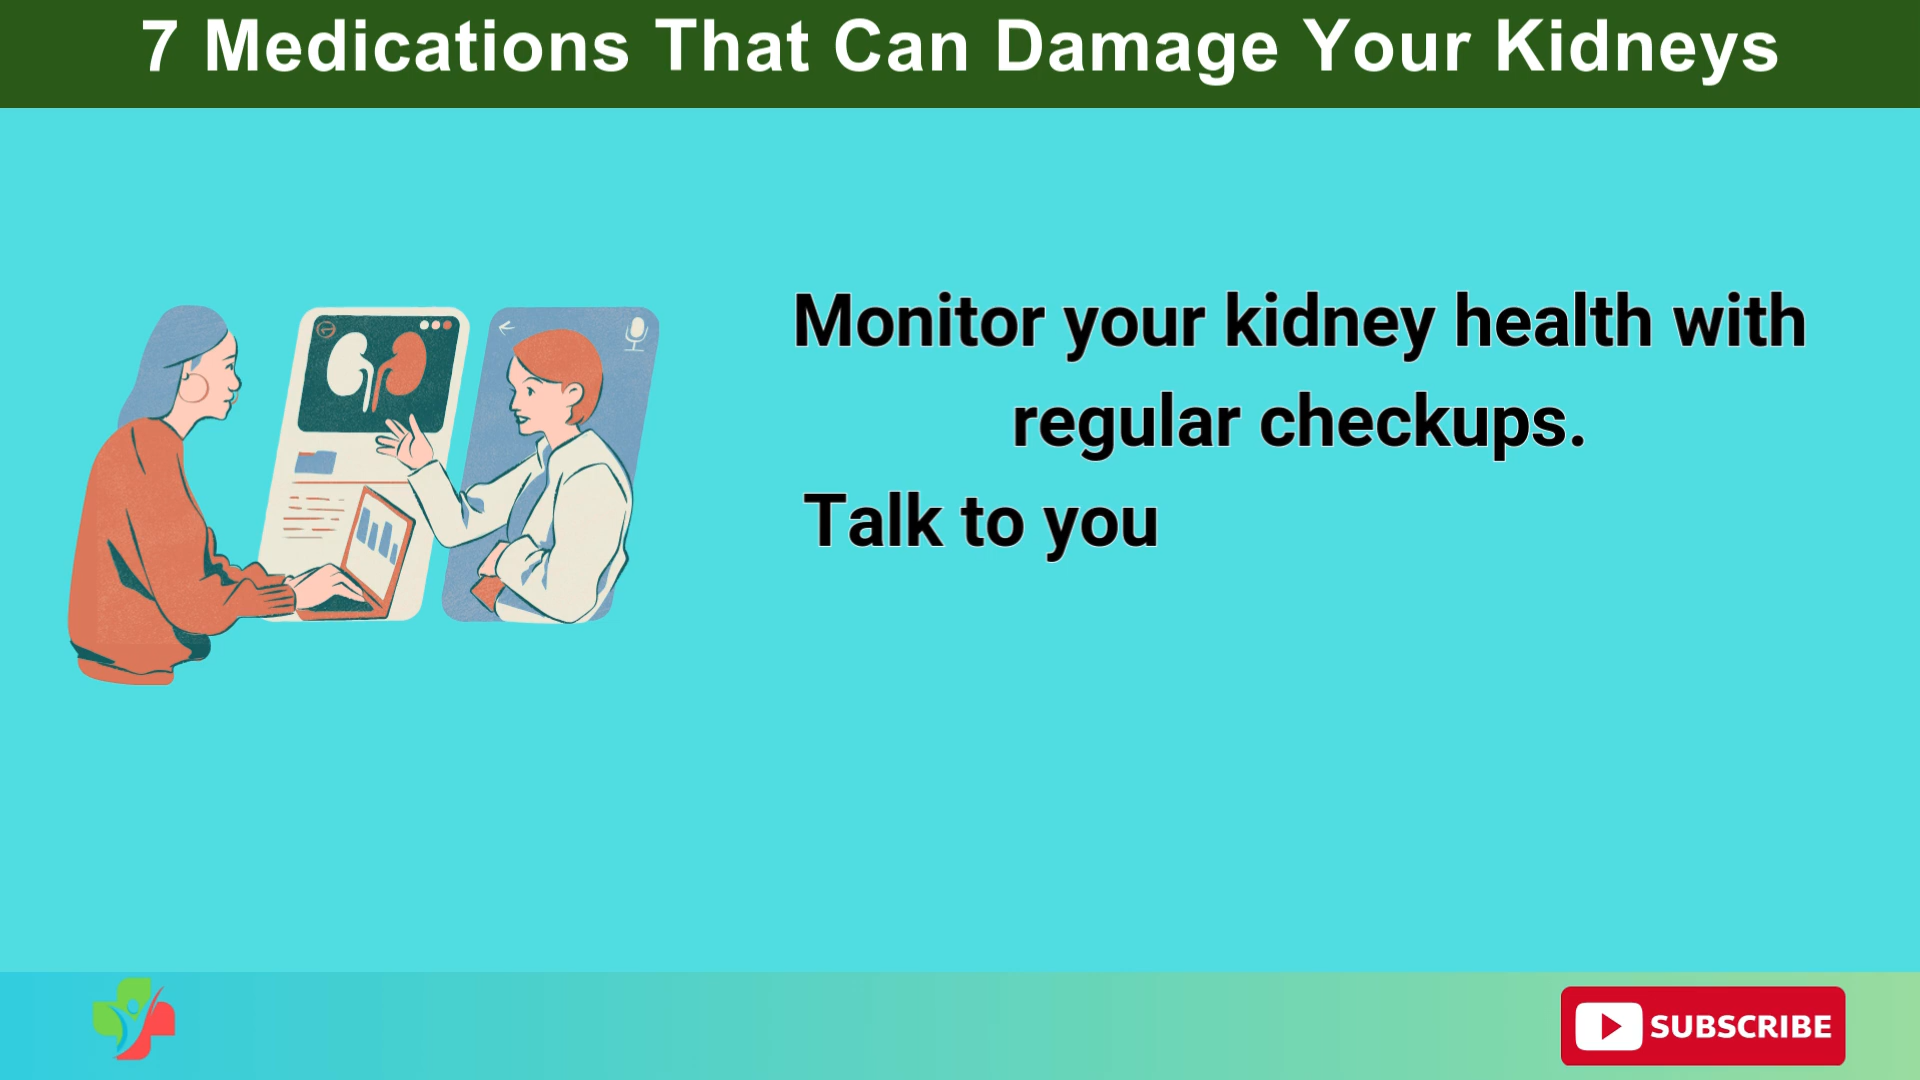 7 Medications That Can Damage Your Kidneys
Monitor your kidney health with
regular checkups.
Talk to you
SUBSCRIBE